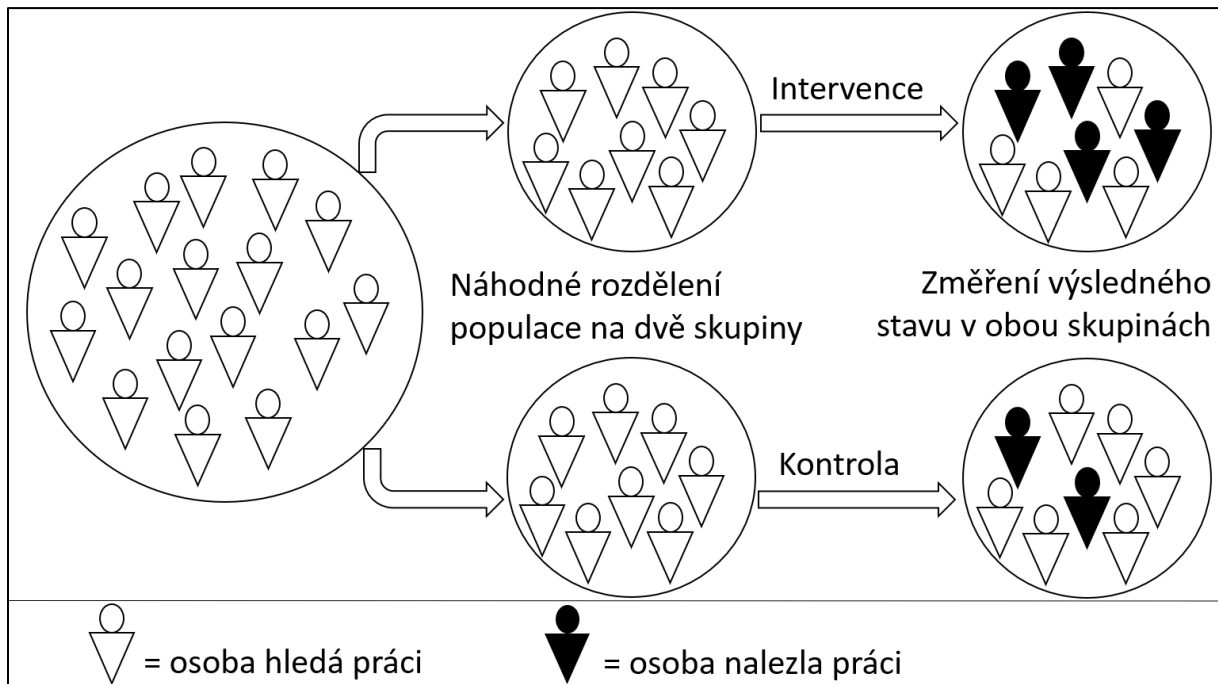 Intervence
Náhodné rozdělení
populace na dvě skupiny
Změření výsledného
stavu v obou skupinách
Kontrola
= osoba hledá práci
= osoba nalezla práci